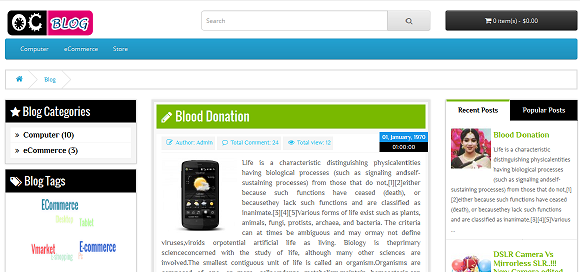 OC BLOG
Search
0 item(s) - $0.00
Computer eCommerce Store
Blog
Blog Categories
» Computer (10)
» eCommerce (3)
Blog Tags
ECommerce
Desktop
Tablet
Vmarket
Shopping
E-commerce
Blood Donation
Author: Admin Total Comment: 24 Total view: 12
01, January, 1970
01:00:00
Life is a characteristic distinguishing physicalentities
having biological processes (such as signaling andself-
sustaining processes) from those that do not,[1][2]either
because such functions have ceased (death), or
becausethey lack such functions and are classified as
inanimate.[3][4][5]Various forms of life exist such as plants,
animals, fungi, protists, archaea, and bacteria. The criteria
can at times be ambiguous and may ormay not define
viruses,viroids orpotential artificial life as living. Biology is theprimary
scienceconcerned with the study of life, although many other sciences are
involved.The smallest contiguous unit of life is called an organism.Organisms are
Recent Posts Popular Posts
Blood Donation
Life is a characteristic
distinguishing physicalentities
having biological processes
(such as signaling andself-
sustaining processes) from those that do not,[1]
[2]either because such functions have ceased
(death), or becausethey lack such functions and
are classified as inanimate.[3][4][5]Various
...
DSLR Camera Vs
Mirrorless SLR..!!!